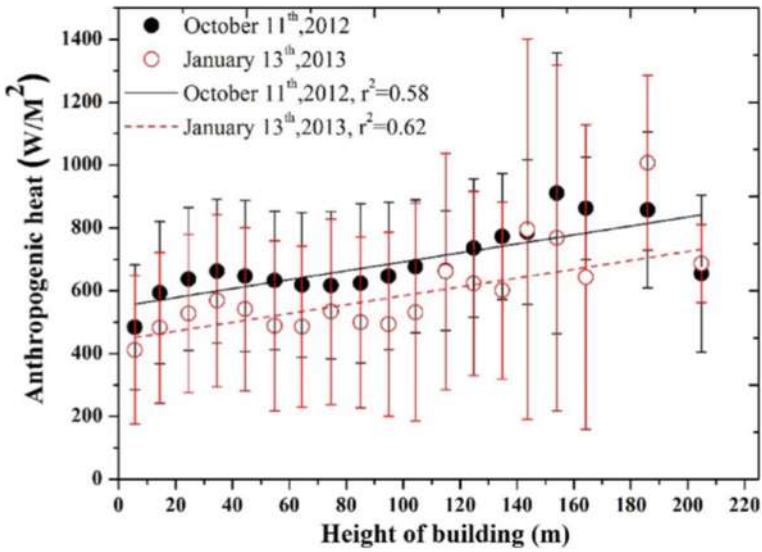 October 11th,2012
January 13th,2013
October 11th,2012, r2=0.58
January 13th,2013, r2=0.62
Anthropogenic heat (W/M2)
1400
1200
1000
800
600
400
200
0
0 20 40 60 80 100 120 140 160 180 200 220
Height of building (m)